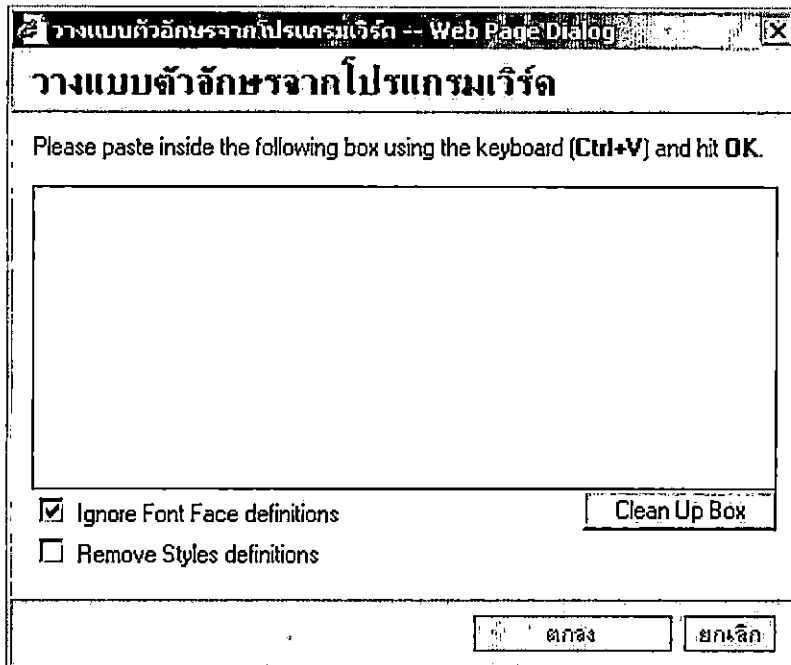 วางแบบตัวอักษรจากโปรแกรมเวิร์ด -- Web Page Dialog
วางแบบตัวอักษรจากโปรแกรมเวิร์ด
Please paste inside the following box using the keyboard (Ctrl+V) and hit OK.
Ignore Font Face definitions
Clean Up Box
Remove Styles definitions
ตกลง ยกเลิก